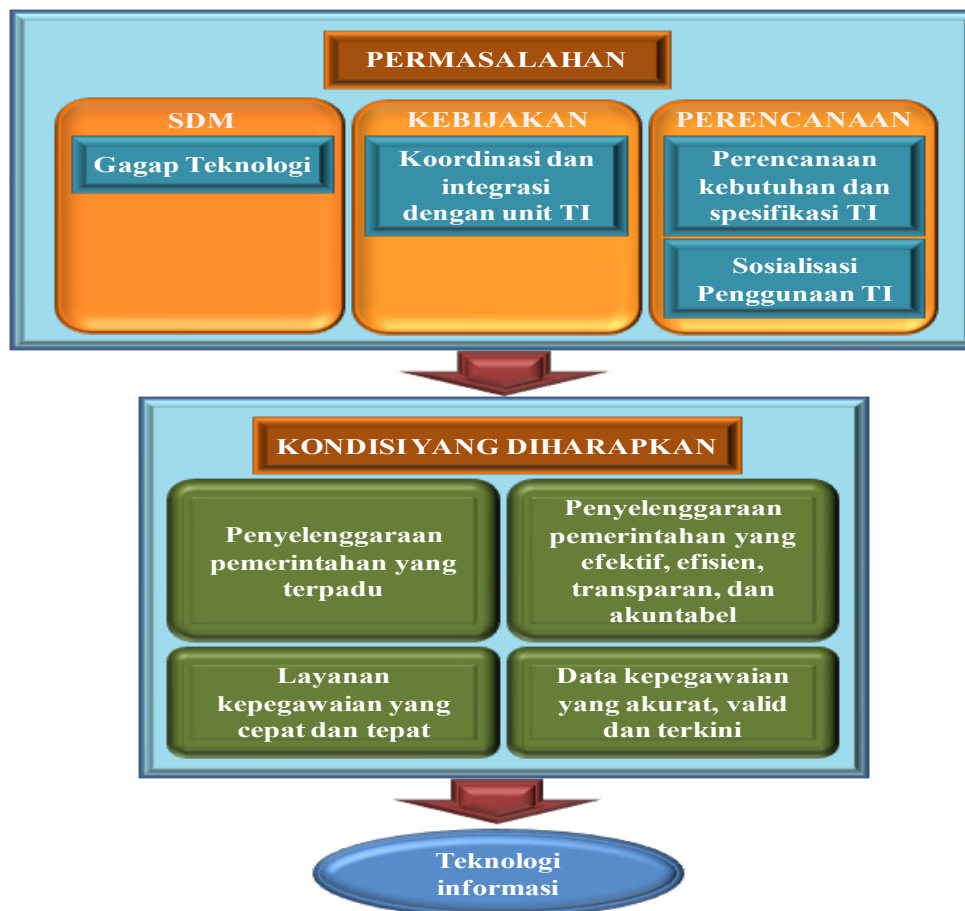 PERMASALAHAN
SDM
Gagap Teknologi
KEBIJAKAN
Koordinasi dan
integrasi
dengan unit TI
PERENCANAAN
Perencanaan
kebutuhan dan
spesifikasi TI
Sosialisasi
Penggunaan TI
KONDISI YANG DIHARAPKAN
Penyelenggaraan
pemerintahan yang
terpadu
Penyelenggaraan
pemerintahan yang
efektif, efisien,
transparan, dan
akuntabel
Layanan
kepegawaian yang
cepat dan tepat
Data kepegawaian
yang akurat, valid
dan terkini
Teknologi
informasi